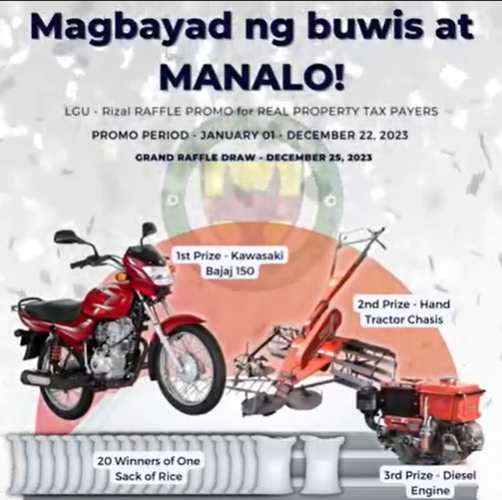 Magbayad ng buwis at
MANALO!
LGU - Rizal RAFFLE PROMO for REAL PROPERTY TAX PAYERS
PROMO PERIOD - JANUARY 01 - DECEMBER 22, 2023
GRAND RAFFLE DRAW - DECEMBER 25, 2023
1st Prize - Kawasaki
Bajaj 150
2nd Prize - Hand
Tractor Chasis
20 Winners of One
Sack of Rice
3rd Prize - Diesel
Engine